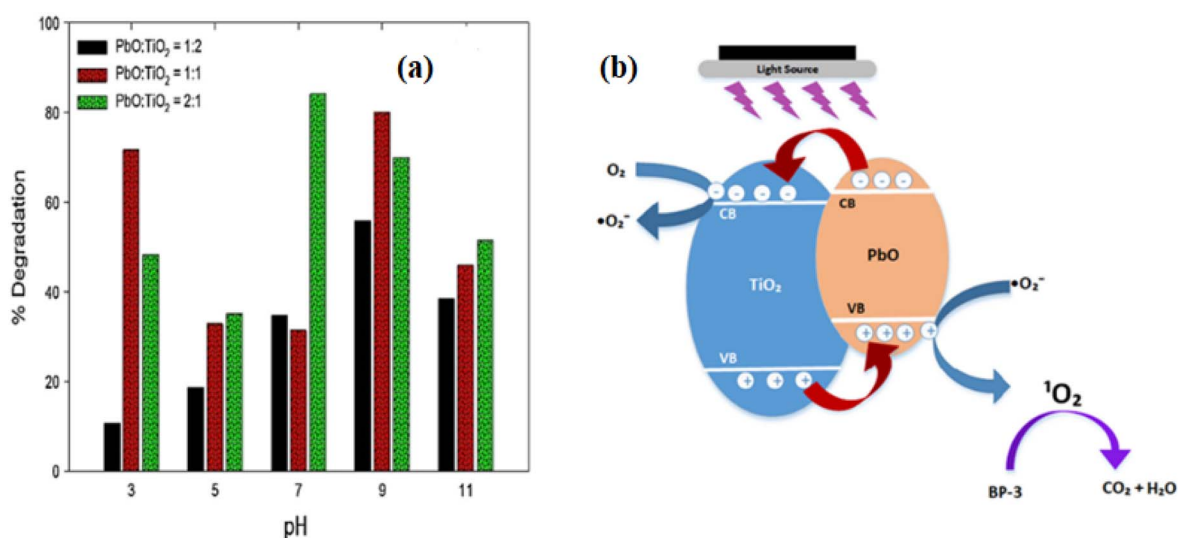 100
PbO:TiO₂ = 1:2
PbO:TiO₂ = 1:1
PbO:TiO₂ = 2:1
(a)
80
60
40
20
0
% Degradation
3 5 7 9 11
pH
(b)
Light Source
O₂
•O₂⁻
- - - -
CB
TiO₂
VB
+ + +
- - -
CB
PbO
VB
+ + + +
•O₂⁻
¹O₂
BP-3
CO₂ + H₂O